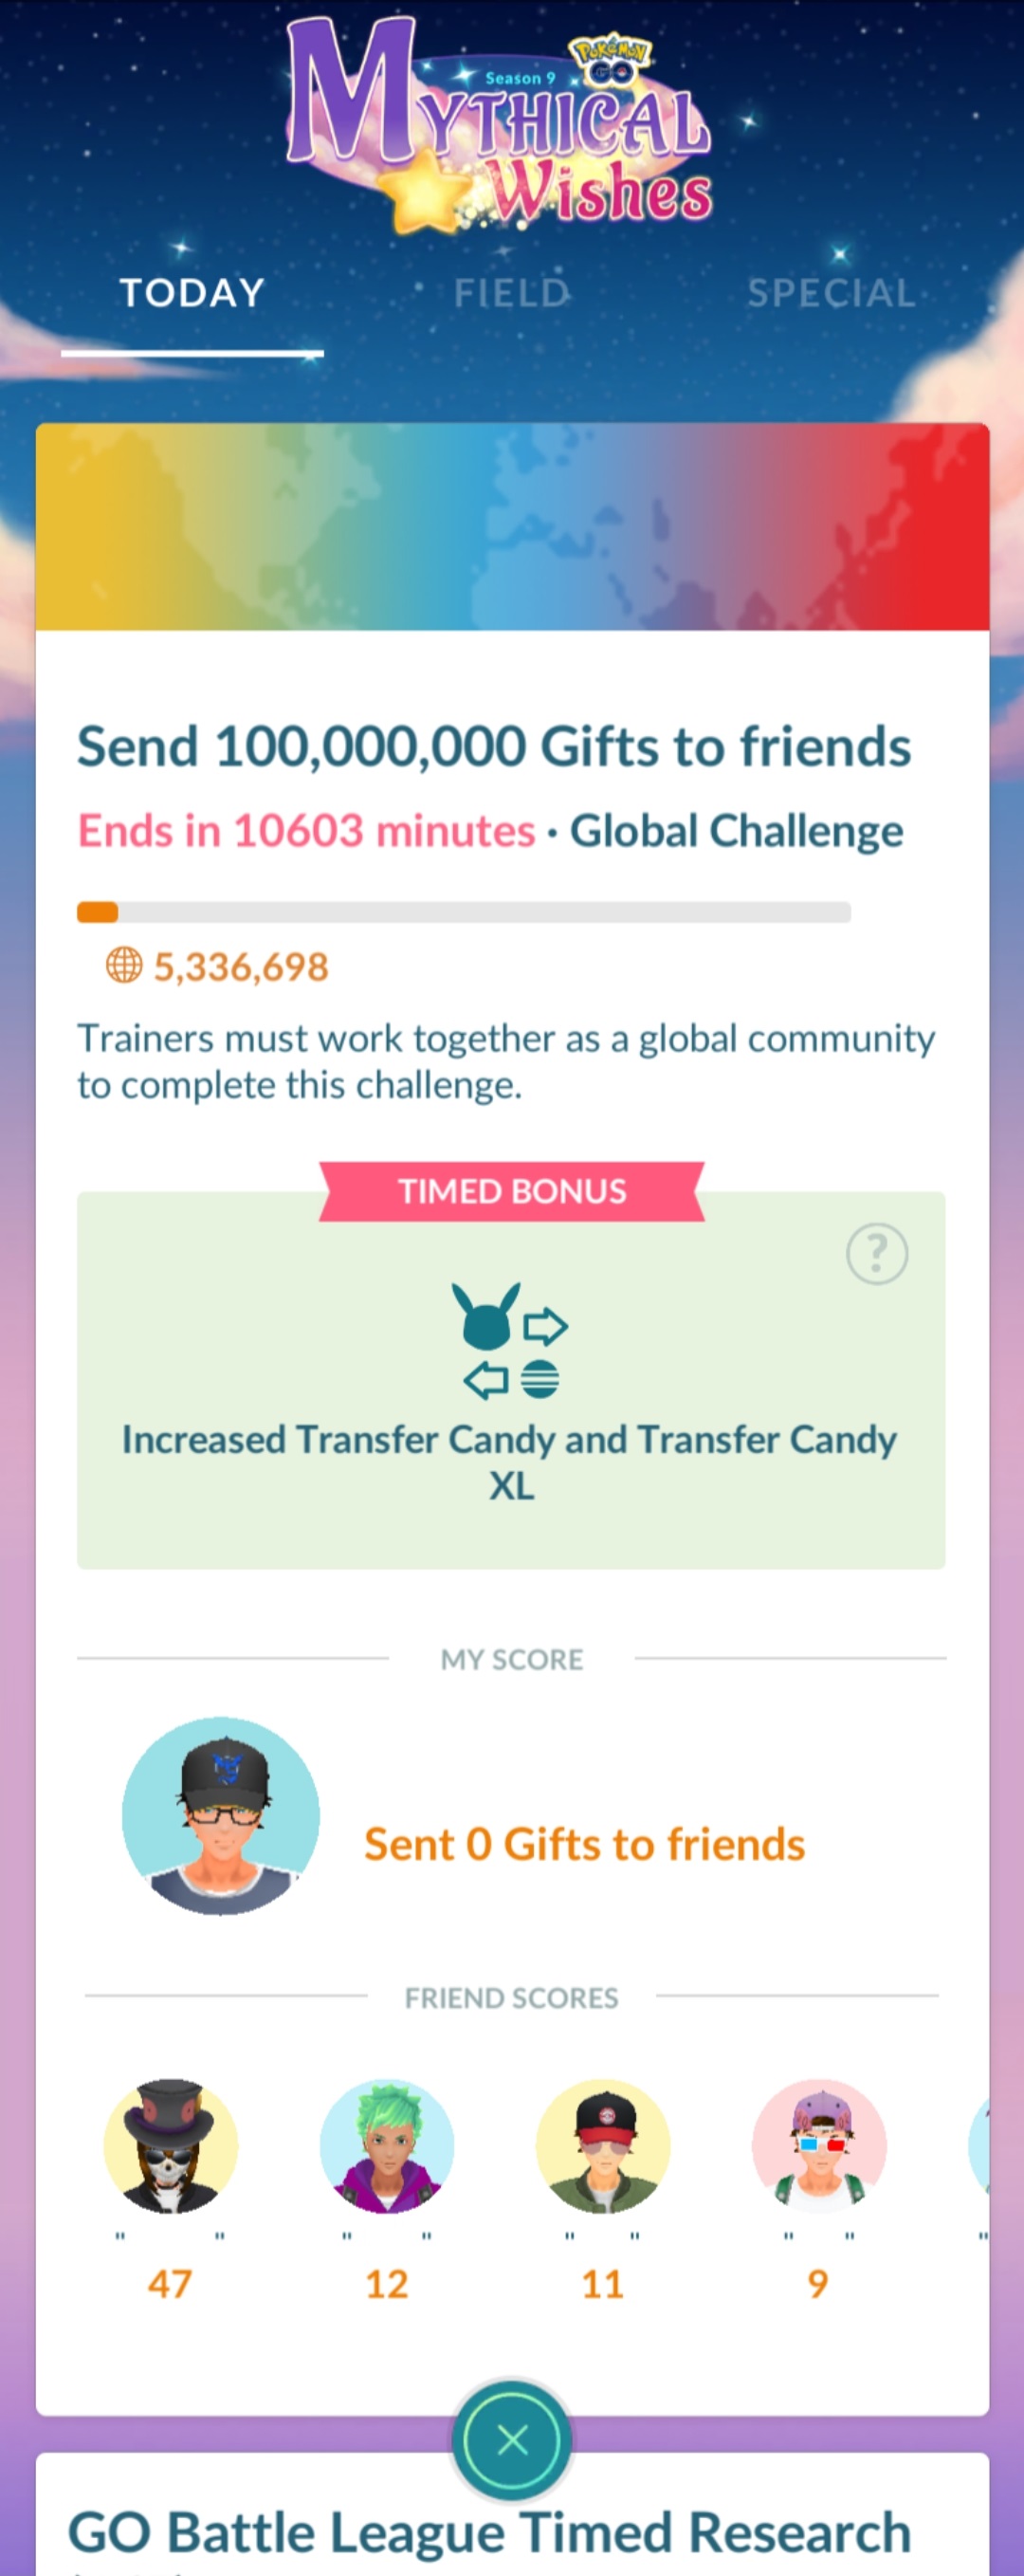 Pokémon GO
Season 9
Mythical
Wishes
TODAY FIELD SPECIAL
Send 100,000,000 Gifts to friends
Ends in 10603 minutes · Global Challenge
5,336,698
Trainers must work together as a global community
to complete this challenge.
TIMED BONUS
?
Increased Transfer Candy and Transfer Candy
XL
MY SCORE
Sent 0 Gifts to friends
FRIEND SCORES
" " " " " " " " "
47 12 11 9
GO Battle League Timed Research